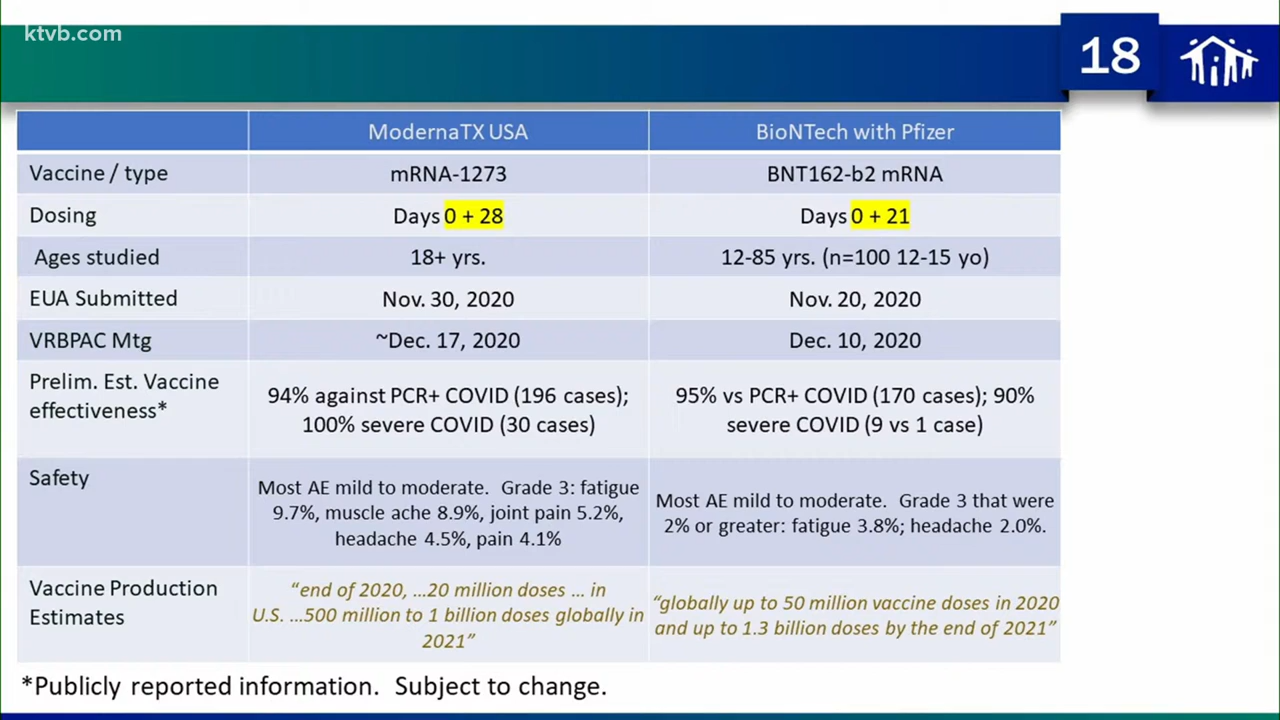 ktvb.com
18
ModernaTX USA
BioNTech with Pfizer
Vaccine / type
mRNA-1273
BNT162-b2 mRNA
Dosing
Days 0 + 28
Days 0 + 21
Ages studied
18+ yrs.
12-85 yrs. (n=100 12-15 yo)
EUA Submitted
Nov. 30, 2020
Nov. 20, 2020
VRBPAC Mtg
~Dec. 17, 2020
Dec. 10, 2020
Prelim. Est. Vaccine
effectiveness*
94% against PCR+ COVID (196 cases);
100% severe COVID (30 cases)
95% vs PCR+ COVID (170 cases); 90%
severe COVID (9 vs 1 case)
Safety
Most AE mild to moderate. Grade 3: fatigue
9.7%, muscle ache 8.9%, joint pain 5.2%,
headache 4.5%, pain 4.1%
Most AE mild to moderate. Grade 3 that were
2% or greater: fatigue 3.8%; headache 2.0%.
Vaccine Production
Estimates
“end of 2020, …20 million doses … in
U.S. …500 million to 1 billion doses globally in
2021”
“globally up to 50 million vaccine doses in 2020
and up to 1.3 billion doses by the end of 2021”
*Publicly reported information. Subject to change.